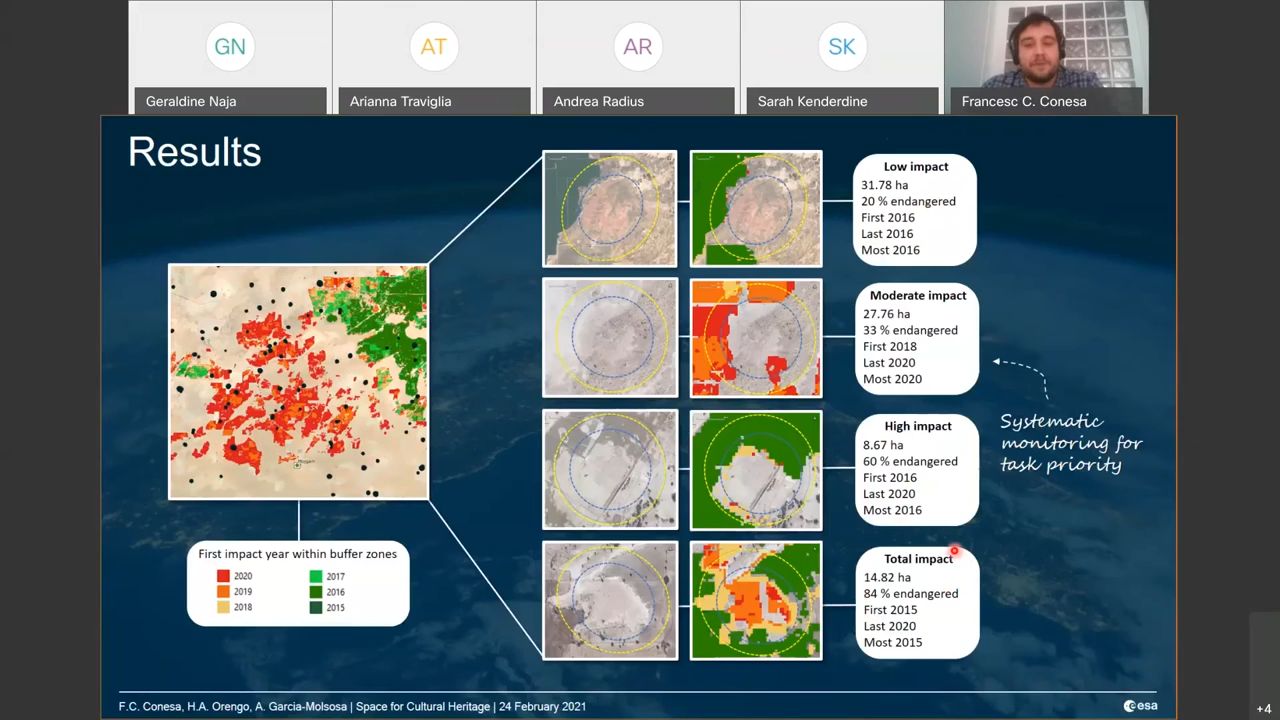 GN
AT
AR
SK
Geraldine Naja
Arianna Traviglia
Andrea Radius
Sarah Kenderdine
Francesc C. Conesa
Results
Low impact
31.78 ha
20 % endangered
First 2016
Last 2016
Most 2016
Moderate impact
27.76 ha
33 % endangered
First 2018
Last 2020
Most 2020
Systematic
monitoring for
task priority
High impact
8.67 ha
60 % endangered
First 2016
Last 2020
Most 2016
Total impact
14.82 ha
84 % endangered
First 2015
Last 2020
Most 2015
First impact year within buffer zones
2020
2019
2018
2017
2016
2015
F.C. Conesa, H.A. Orengo, A. Garcia-Molsosa | Space for Cultural Heritage | 24 February 2021
esa
+4